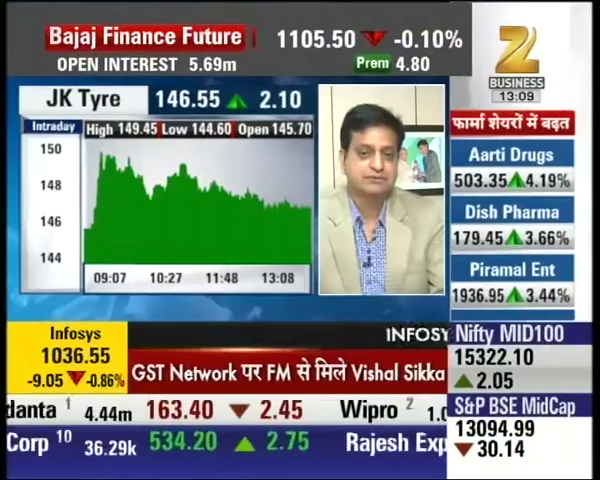 Bajaj Finance Future
1105.50 -0.10%
OPEN INTEREST 5.69m
Prem 4.80
Z
BUSINESS
13:09
JK Tyre
146.55 2.10
Intraday
High 149.45 Low 144.60 Open 145.70
150
148
146
144
09:07 10:27 11:48 13:08
फार्मा शेयरों में बढ़त
Aarti Drugs
503.35 4.19%
Dish Pharma
179.45 3.66%
Piramal Ent
1936.95 3.44%
Infosys
1036.55
-9.05 -0.86%
INFOSY
GST Network पर FM से मिले Vishal Sikka
Nifty MID100
15322.10
2.05
S&P BSE MidCap
13094.99
30.14
danta 1 4.44m 163.40 2.45 Wipro 2 1.0
Corp 10 36.29k 534.20 2.75 Rajesh Exp